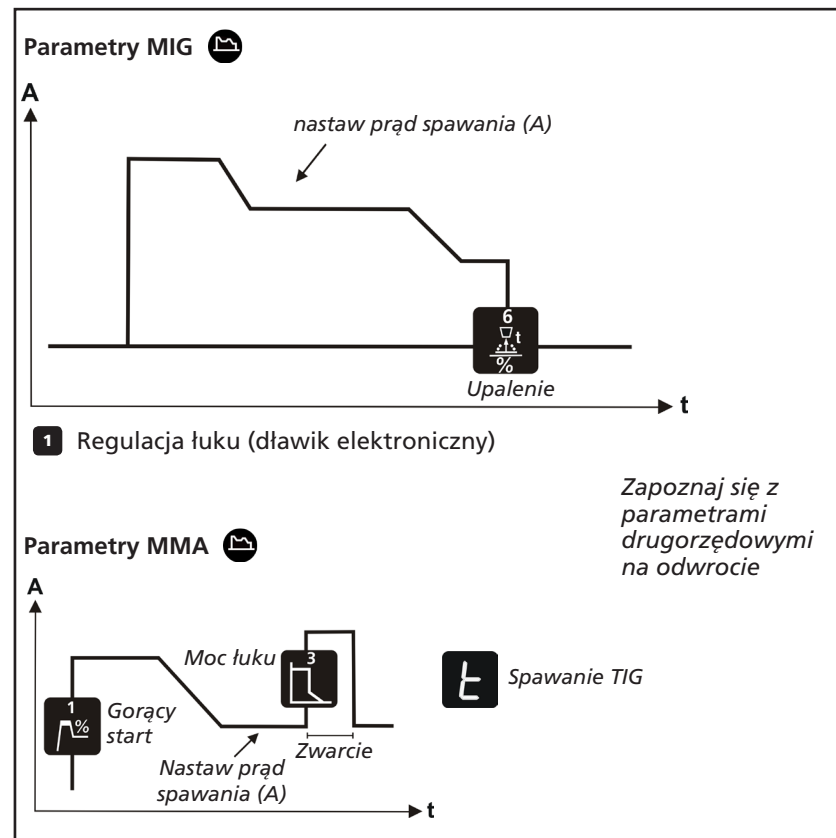 Parametry MIG
A
nastaw prąd spawania (A)
6
t
%
Upalenie
t
1 Regulacja łuku (dławik elektroniczny)
Zapoznaj się z
parametrami
drugorzędowymi
na odwrocie
Parametry MMA
A
Moc łuku
3
t
Spawanie TIG
1
%
Gorący
start
Zwarcie
Nastaw prąd
spawania (A)
t